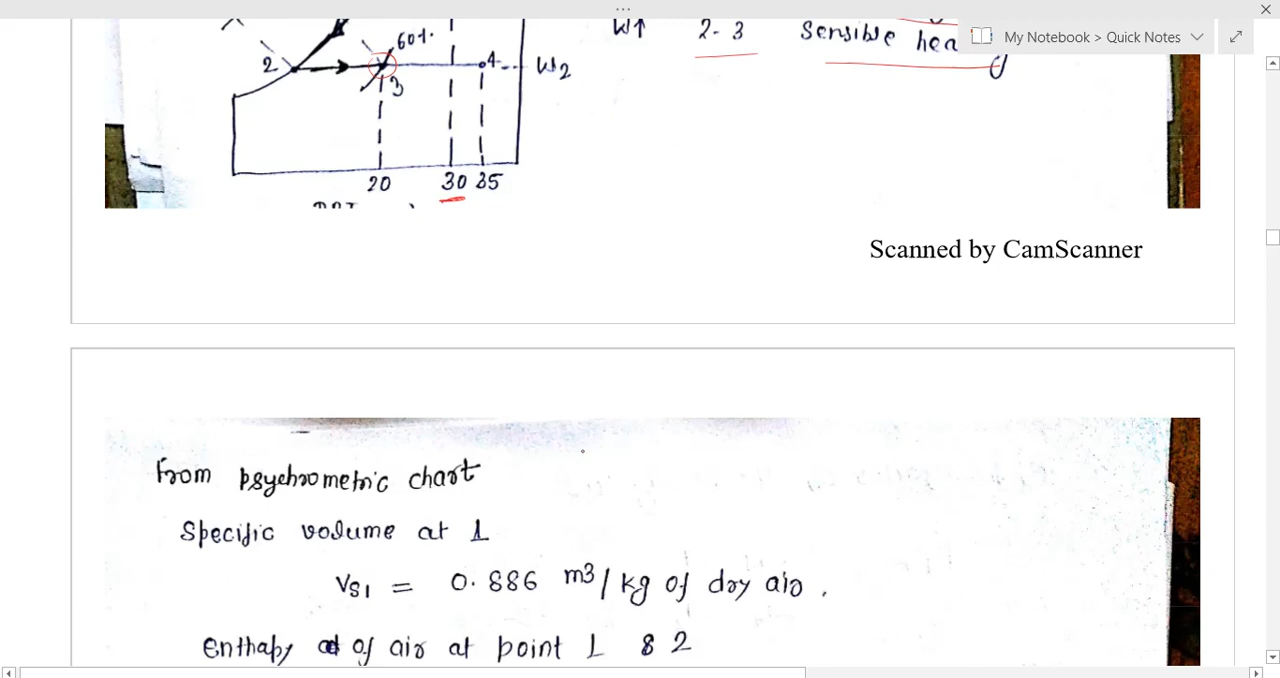 My Notebook > Quick Notes
60%.
W↑ 2-3 Sensible
2 3 4 W2
20 30 35
Scanned by CamScanner
From psychrometric chart
Specific volume at 1
VS1 = 0.886 m3/kg of dry air.
Enthapy of air at point 1 & 2